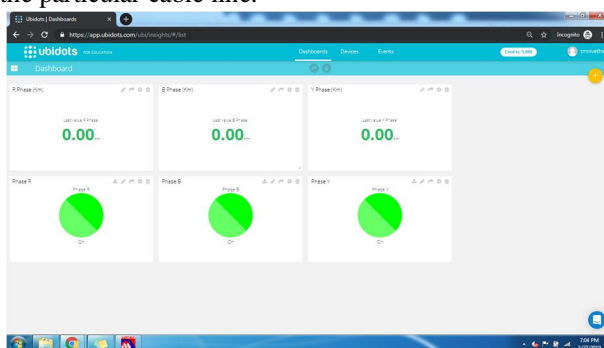 the particular cable line.
Ubidots | Dashboards
https://app.ubidots.com/ubi/insights/#/list
Incognito
ubidots FOR EDUCATION
Dashboards Devices Events
Dashboard
R Phase (Km) B Phase (Km) Y Phase (Km)
Last value R Phase Last value B Phase Last value Y Phase
0.00 0.00 0.00
Phase R Phase B Phase Y
Phase R Phase B Phase Y
On On On
7:04 PM